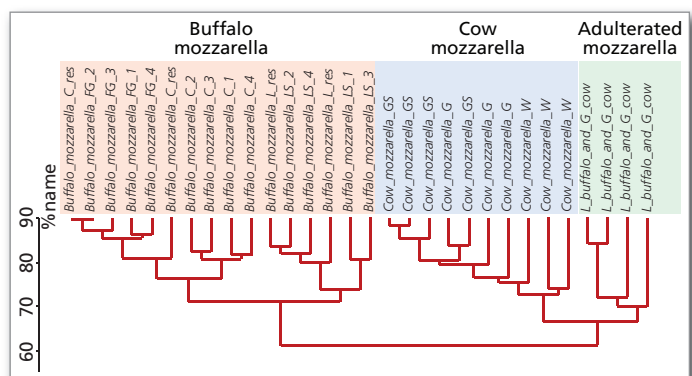 Buffalo
mozzarella
Cow
mozzarella
Adulterated
mozzarella
Buffalo_mozzarella_C_res
Buffalo_mozzarella_FG_2
Buffalo_mozzarella_FG_3
Buffalo_mozzarella_FG_1
Buffalo_mozzarella_FG_4
Buffalo_mozzarella_C_res
Buffalo_mozzarella_C_2
Buffalo_mozzarella_C_3
Buffalo_mozzarella_C_1
Buffalo_mozzarella_C_4
Buffalo_mozzarella_L_res
Buffalo_mozzarella_LS_2
Buffalo_mozzarella_LS_4
Buffalo_mozzarella_L_res
Buffalo_mozzarella_LS_1
Buffalo_mozzarella_LS_3
Cow_mozzarella_GS
Cow_mozzarella_GS
Cow_mozzarella_GS
Cow_mozzarella_G
Cow_mozzarella_GS
Cow_mozzarella_G
Cow_mozzarella_G
Cow_mozzarella_W
Cow_mozzarella_W
Cow_mozzarella_W
L_buffalo_and_G_cow
L_buffalo_and_G_cow
L_buffalo_and_G_cow
L_buffalo_and_G_cow
% name
90
80
70
60